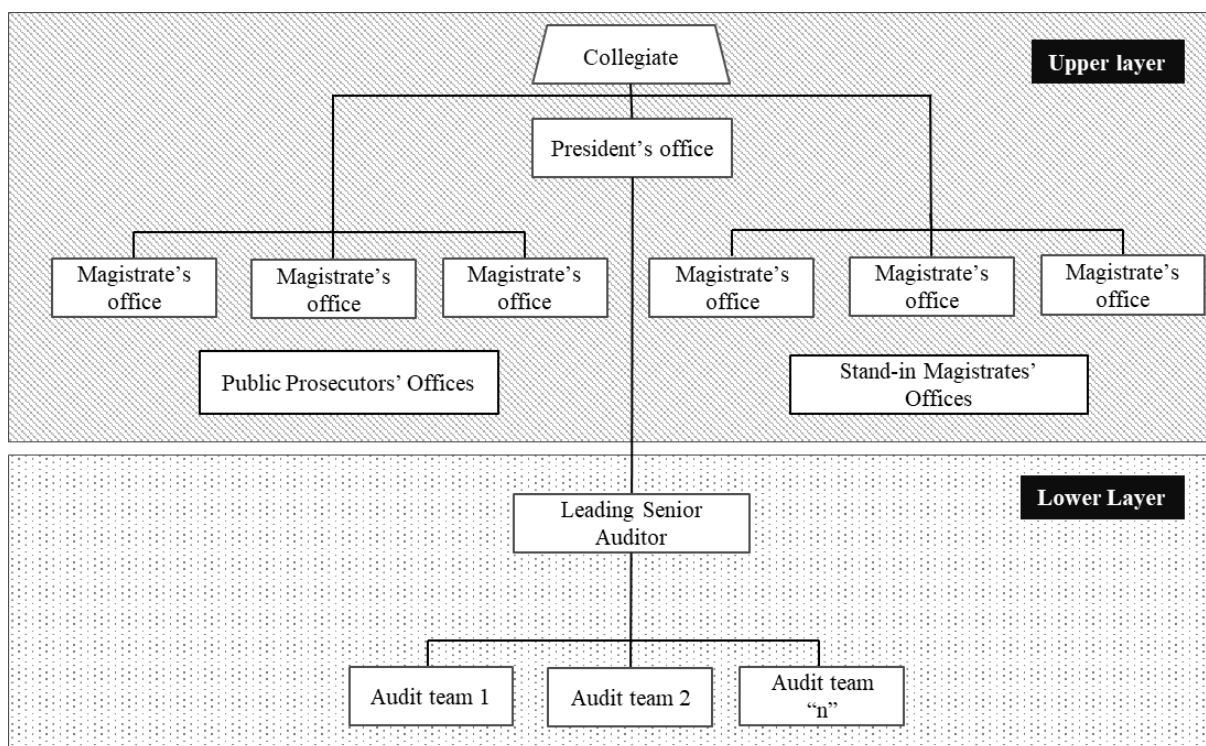 Collegiate
Upper layer
President's office
Magistrate's
office
Magistrate's
office
Magistrate's
office
Magistrate's
office
Magistrate's
office
Magistrate's
office
Public Prosecutors' Offices
Stand-in Magistrates'
Offices
Lower Layer
Leading Senior
Auditor
Audit team 1
Audit team 2
Audit team
“n”